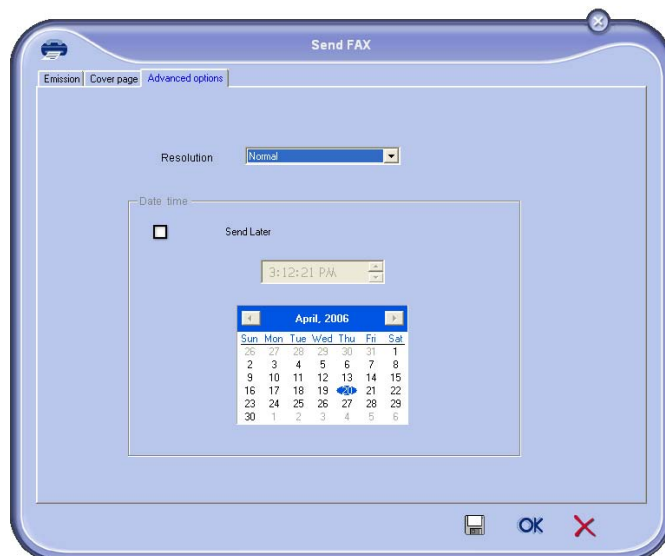 Send FAX
Emission Cover page Advanced options
Resolution Normal
Date time
Send Later
3:12:21 PM
April, 2006
Sun Mon Tue Wed Thu Fri Sat
26 27 28 29 30 31 1
2 3 4 5 6 7 8
9 10 11 12 13 14 15
16 17 18 19 20 21 22
23 24 25 26 27 28 29
30 1 2 3 4 5 6
OK